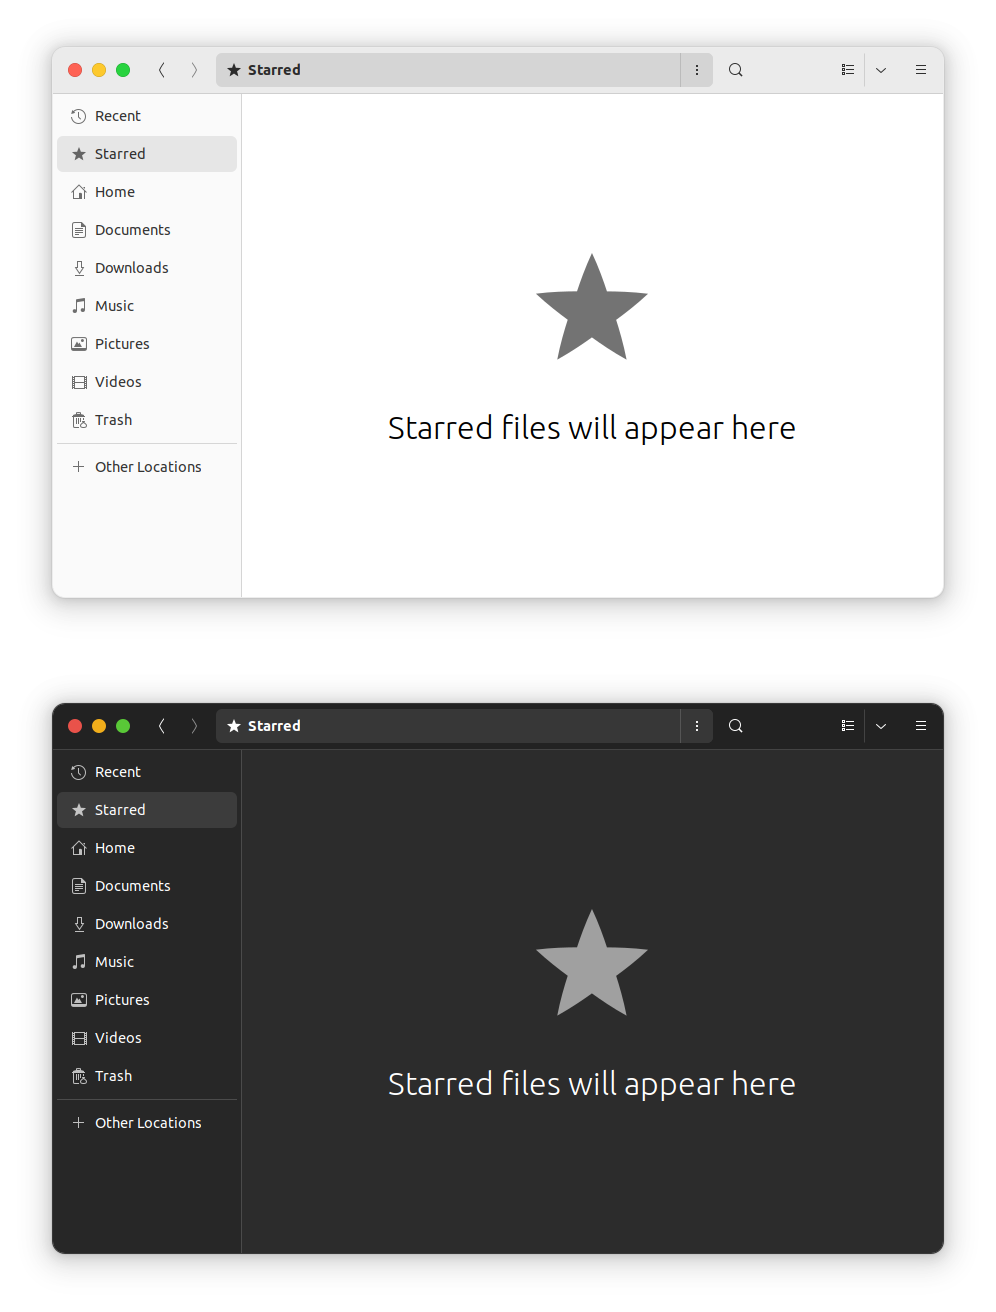 Starred
Recent
Starred
Home
Documents
Downloads
Music
Pictures
Videos
Trash
Other Locations
Starred files will appear here
Starred
Recent
Starred
Home
Documents
Downloads
Music
Pictures
Videos
Trash
Other Locations
Starred files will appear here